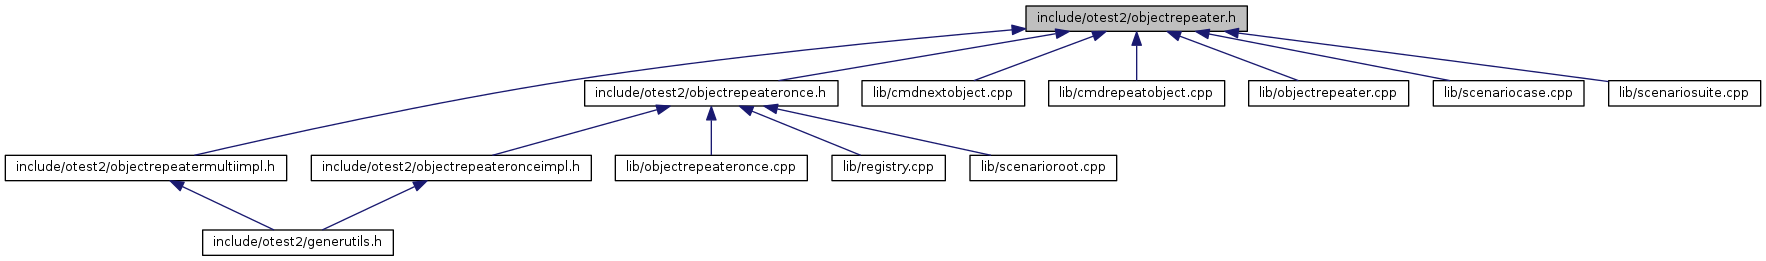 include/otest2/objectrepeater.h
include/otest2/objectrepeateronce.h
lib/cmdnextobject.cpp
lib/cmdrepeatobject.cpp
lib/objectrepeater.cpp
lib/scenariocase.cpp
lib/scenariosuite.cpp
include/otest2/objectrepeatermultiimpl.h
include/otest2/objectrepeateronceimpl.h
lib/objectrepeateronce.cpp
lib/registry.cpp
lib/scenarioroot.cpp
include/otest2/generutils.h